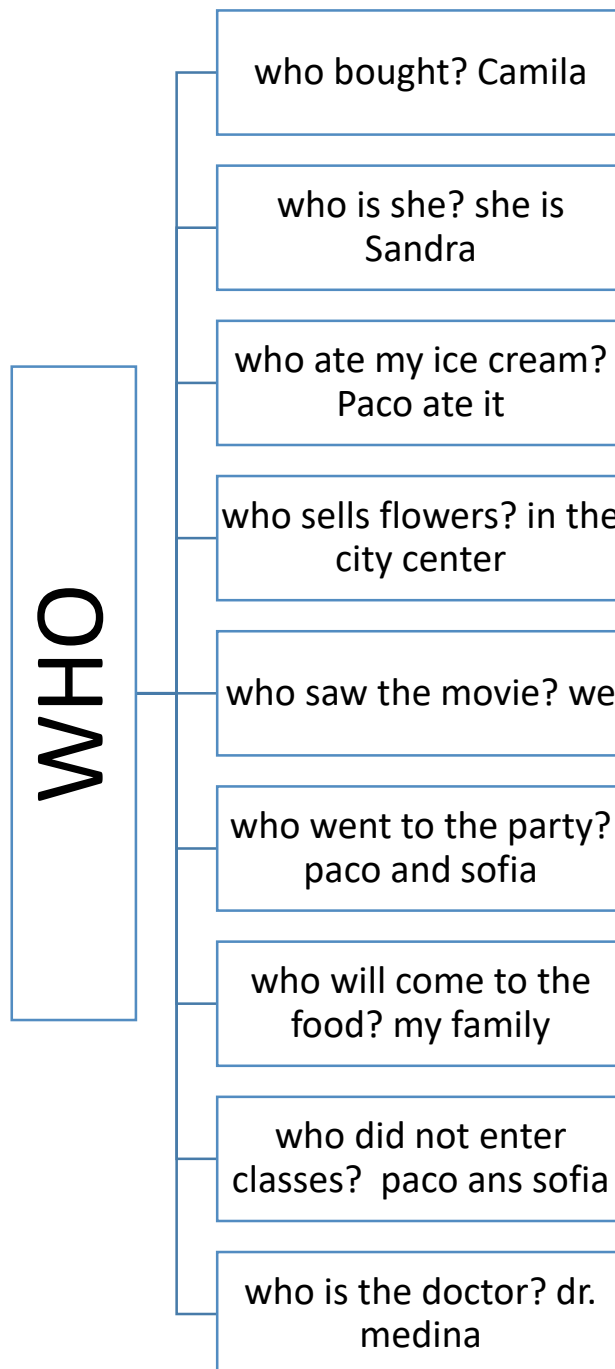 WHO
who bought? Camila
who is she? she is
Sandra
who ate my ice cream?
Paco ate it
who sells flowers? in the
city center
who saw the movie? we
who went to the party?
paco and sofia
who will come to the
food? my family
who did not enter
classes?  paco ans sofia
who is the doctor? dr.
medina